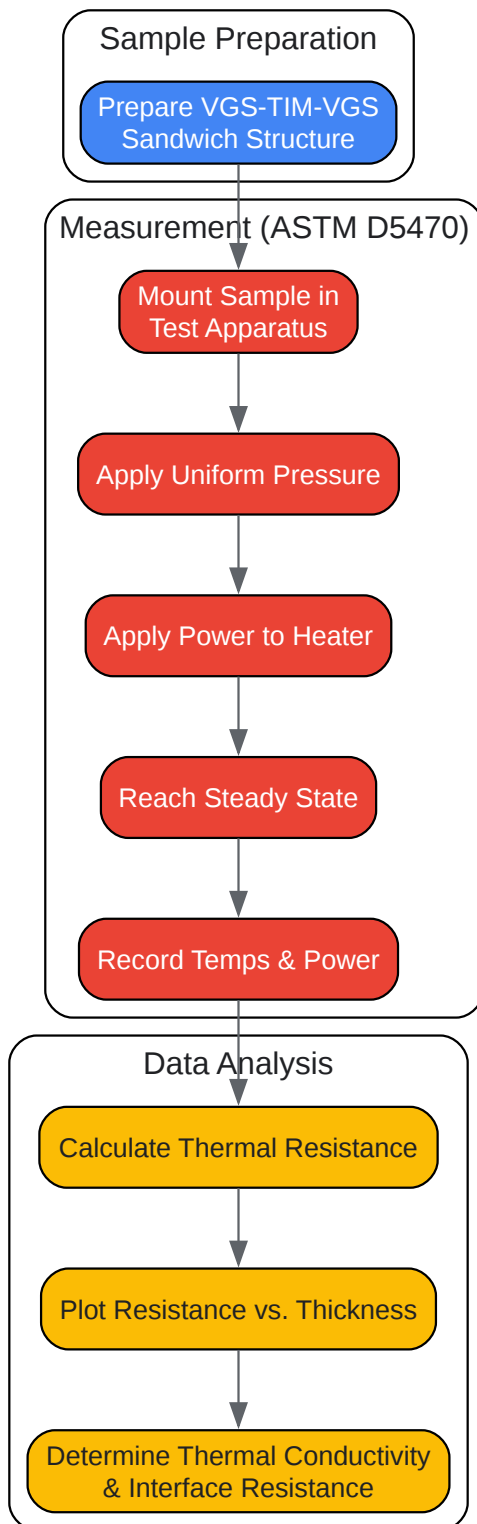 Sample Preparation
Prepare VGS-TIM-VGS
Sandwich Structure
Measurement (ASTM D5470)
Mount Sample in
Test Apparatus
Apply Uniform Pressure
Apply Power to Heater
Reach Steady State
Record Temps & Power
Data Analysis
Calculate Thermal Resistance
Plot Resistance vs. Thickness
Determine Thermal Conductivity
& Interface Resistance